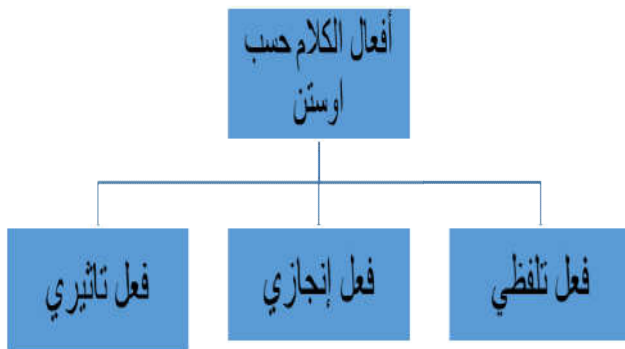 أفعال الكلام حسب
اوستن
فعل تلفظي
فعل إنجازي
فعل تاثيري